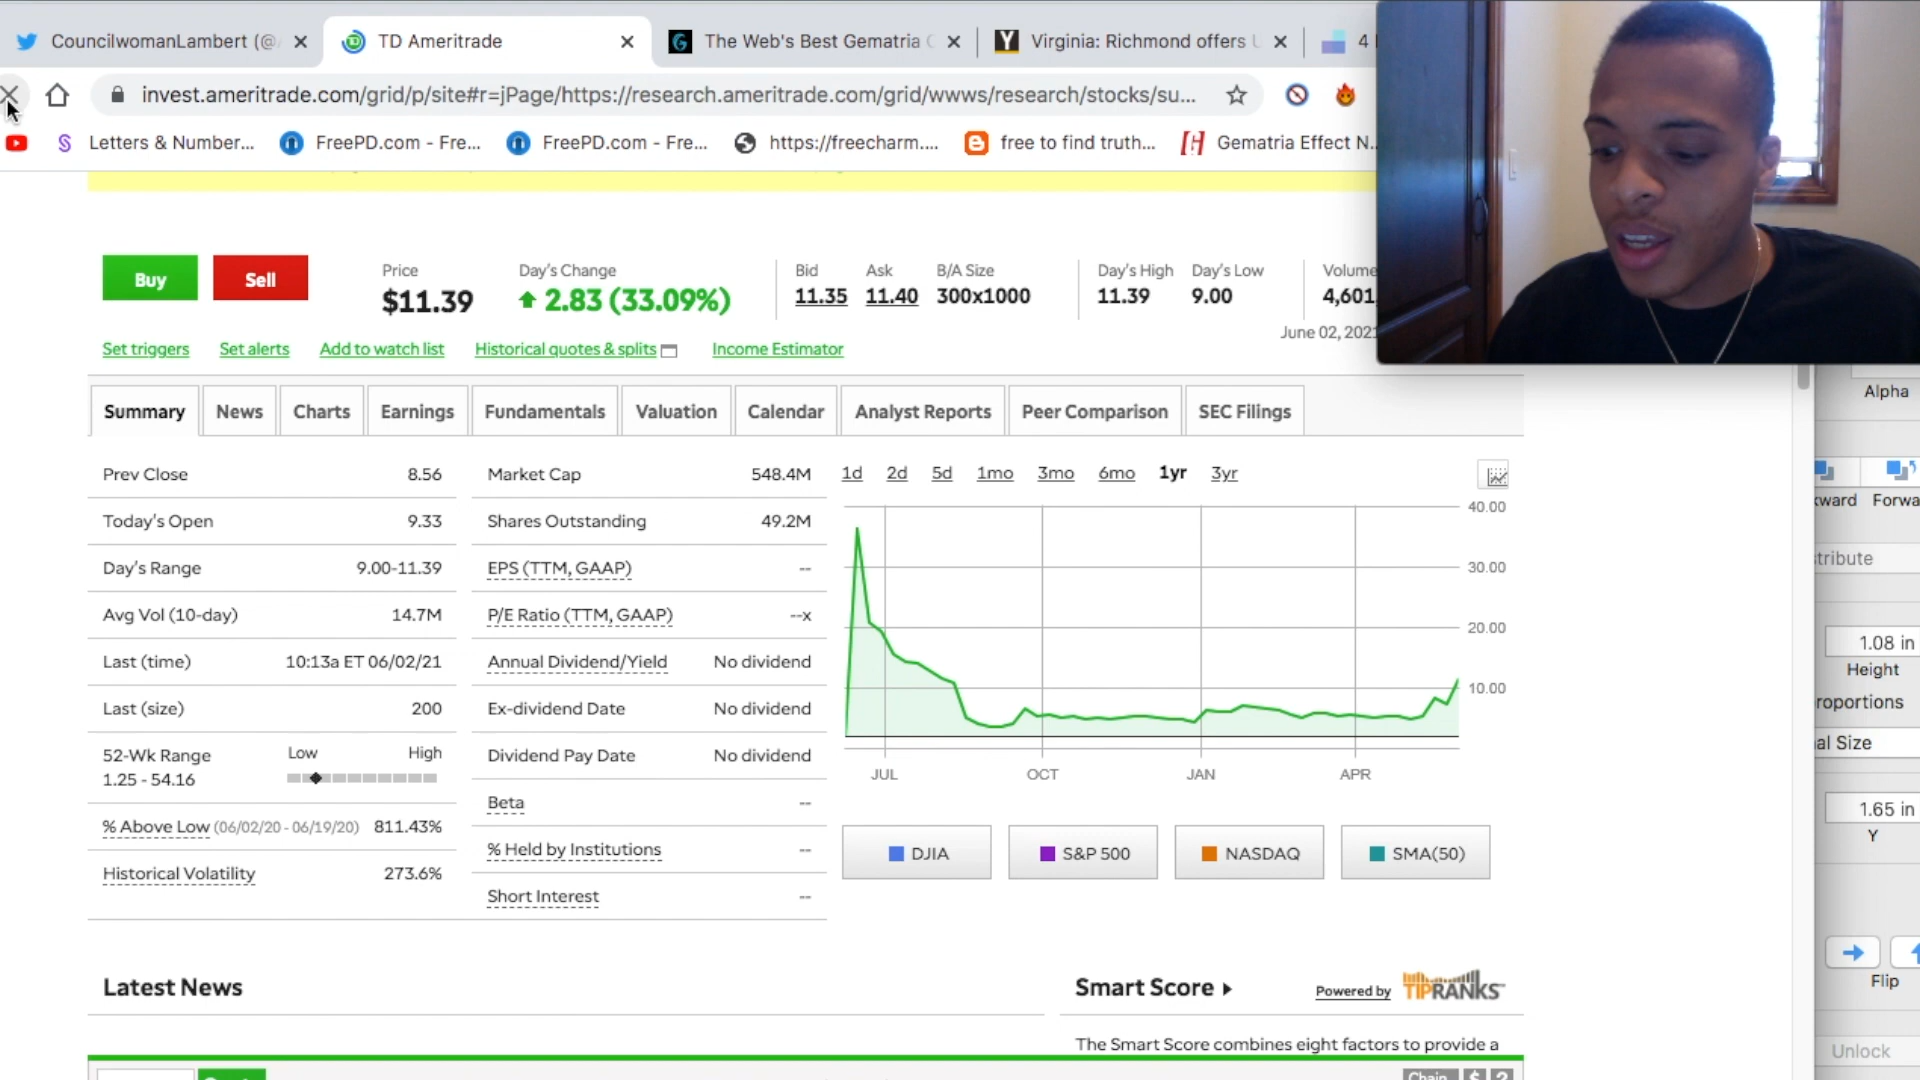 CouncilwomanLambert (@
TD Ameritrade
The Web's Best Gematria
Virginia: Richmond offers
4
invest.ameritrade.com/grid/p/site#r=jPage/https://research.ameritrade.com/grid/wwws/research/stocks/su...
Letters & Number...
FreePD.com - Fre...
FreePD.com - Fre...
https://freecharm....
free to find truth...
Gematria Effect N...
Buy
Sell
Price
$11.39
Day's Change
2.83 (33.09%)
Bid
11.35
Ask
11.40
B/A Size
300x1000
Day's High
11.39
Day's Low
9.00
Volume
4,601,
June 02, 2021
Set triggers
Set alerts
Add to watch list
Historical quotes & splits
Income Estimator
Summary
News
Charts
Earnings
Fundamentals
Valuation
Calendar
Analyst Reports
Peer Comparison
SEC Filings
Prev Close 8.56
Today's Open 9.33
Day's Range 9.00-11.39
Avg Vol (10-day) 14.7M
Last (time) 10:13a ET 06/02/21
Last (size) 200
52-Wk Range Low High
1.25 - 54.16
% Above Low (06/02/20 - 06/19/20) 811.43%
Historical Volatility 273.6%
Market Cap 548.4M
Shares Outstanding 49.2M
EPS (TTM, GAAP) --
P/E Ratio (TTM, GAAP) --x
Annual Dividend/Yield No dividend
Ex-dividend Date No dividend
Dividend Pay Date No dividend
Beta --
% Held by Institutions --
Short Interest --
1d 2d 5d 1mo 3mo 6mo 1yr 3yr
40.00
30.00
20.00
10.00
JUL OCT JAN APR
DJIA
S&P 500
NASDAQ
SMA(50)
Latest News
Smart Score
Powered by TIPRANKS
The Smart Score combines eight factors to provide a
Chain $ ?
Alpha
kward Forwa
tribute
1.08 in
Height
roportions
al Size
1.65 in
Y
Flip
Unlock